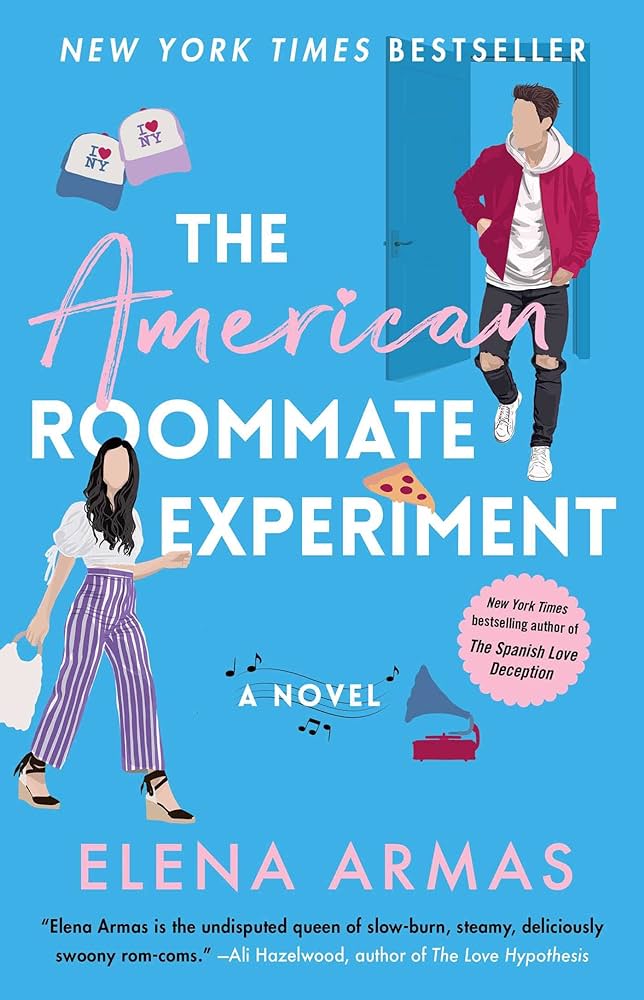 NEW YORK TIMES BESTSELLER
I ♥
NY
I ♥
NY
THE
American
ROOMMATE
EXPERIMENT
New York Times
bestselling author of
The Spanish Love
Deception
A NOVEL
ELENA ARMAS
“Elena Armas is the undisputed queen of slow-burn, steamy, deliciously
swoony rom-coms.” —Ali Hazelwood, author of The Love Hypothesis